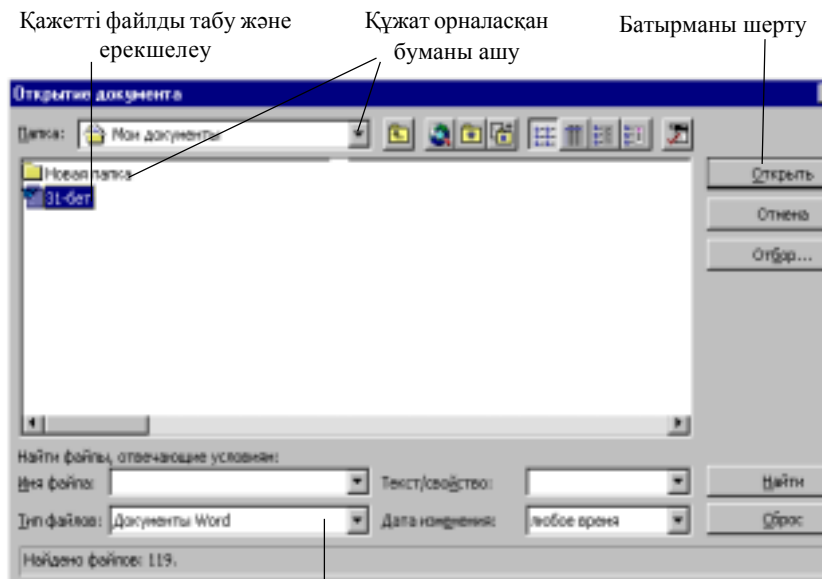 Қажетті файлды табу және
ерекшелеу
Құжат орналасқан
буманы ашу
Батырманы шерту
Открытие документа
Папка: Мои документы
Новая папка
31-бет
Открыть
Отмена
Отбор...
Найти файлы, отвечающие условиям:
Имя файла: Текст/свойство: Найти
Тип файлов: Документы Word Дата изменения: любое время Сброс
Найдено файлов: 119.